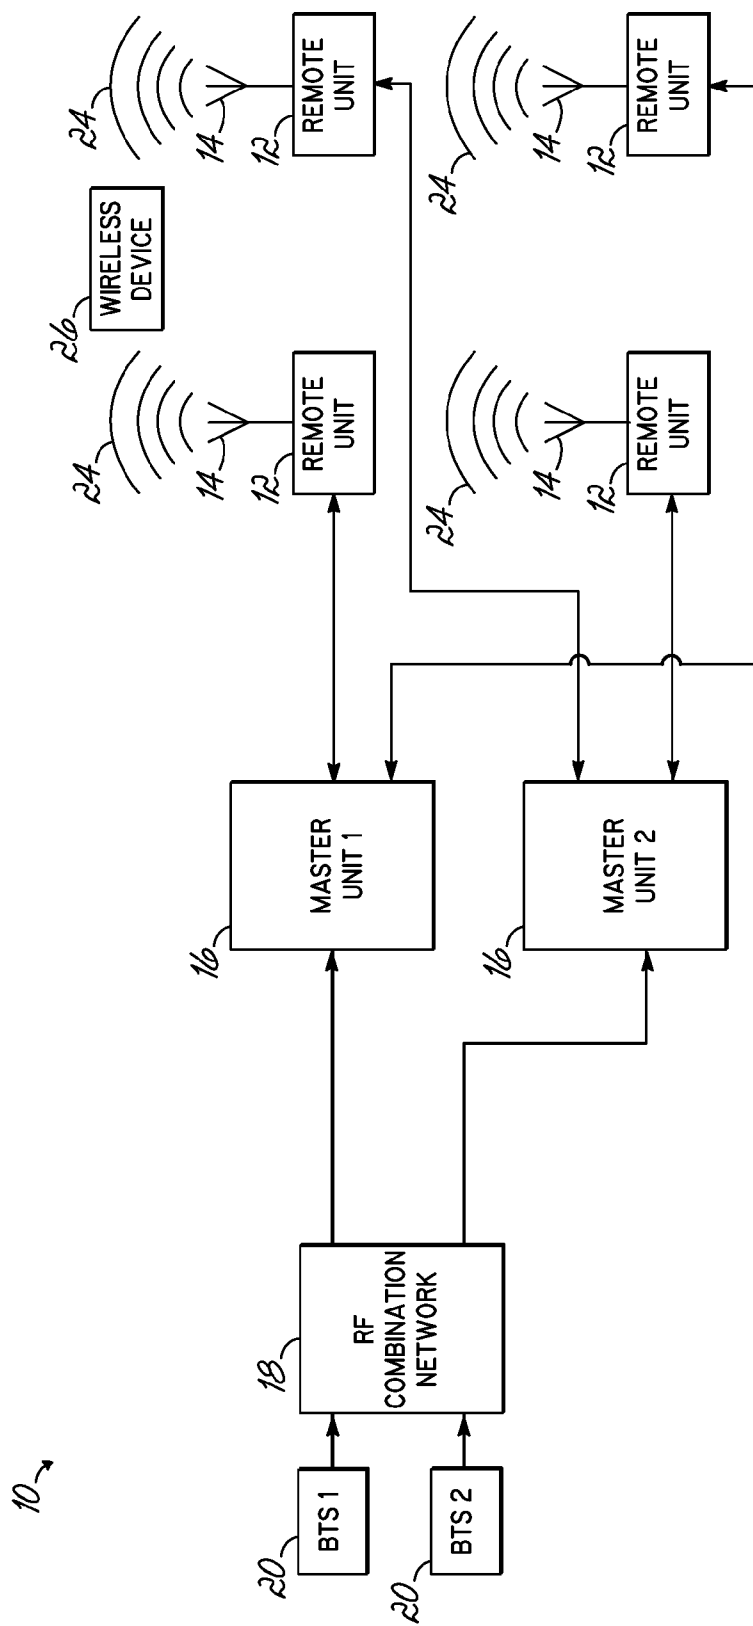 10
20
BTS 1
20
BTS 2
18
RF
COMBINATION
NETWORK
16
MASTER
UNIT 1
16
MASTER
UNIT 2
24
14
12
REMOTE
UNIT
26
WIRELESS
DEVICE
24
14
12
REMOTE
UNIT
24
14
12
REMOTE
UNIT
24
14
12
REMOTE
UNIT